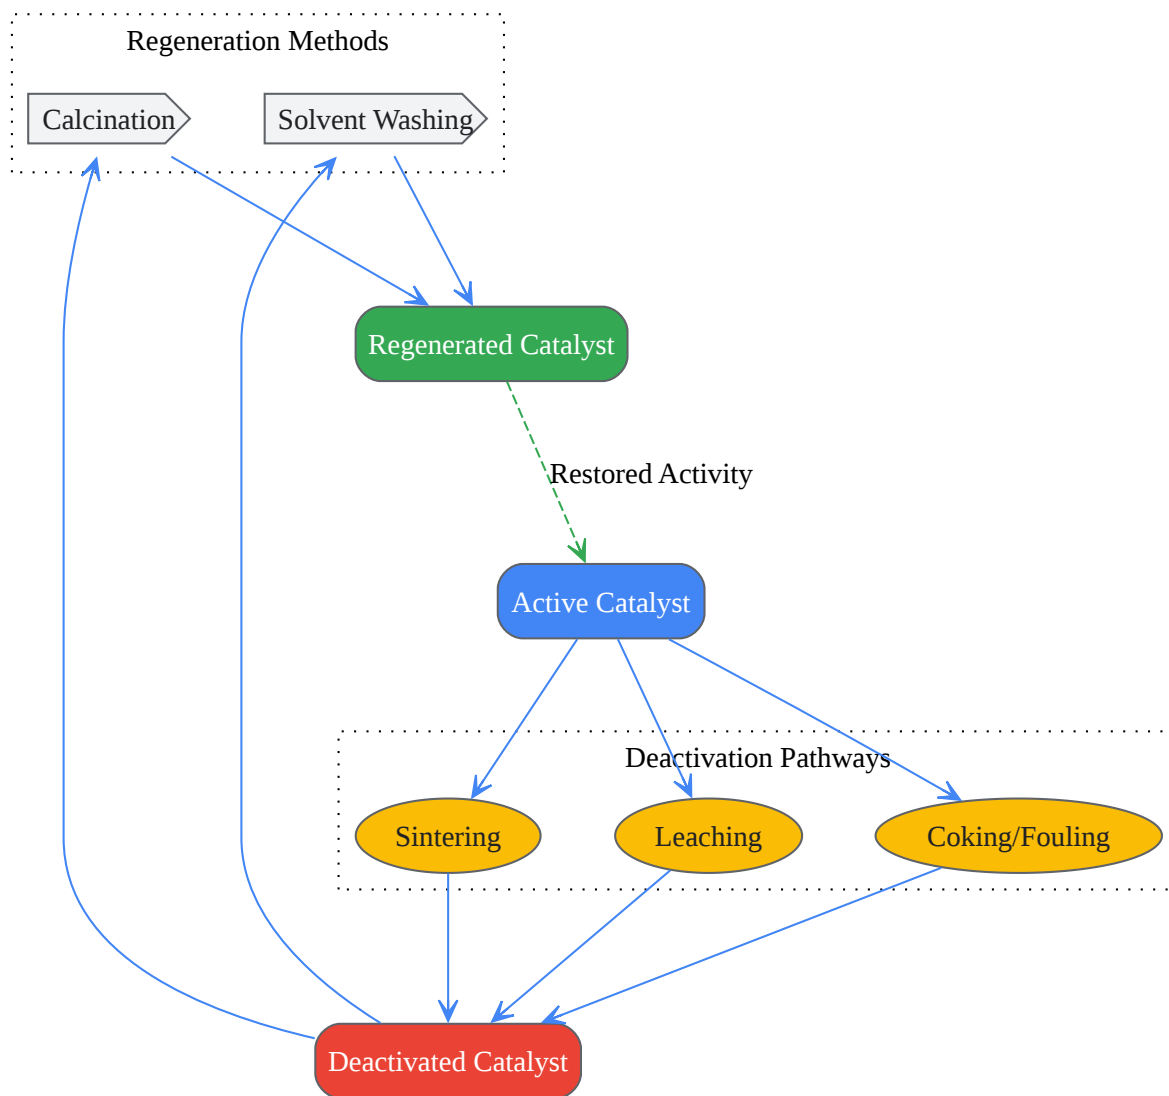 Regeneration Methods
Calcination
Solvent Washing
Regenerated Catalyst
Restored Activity
Active Catalyst
Deactivation Pathways
Sintering
Leaching
Coking/Fouling
Deactivated Catalyst